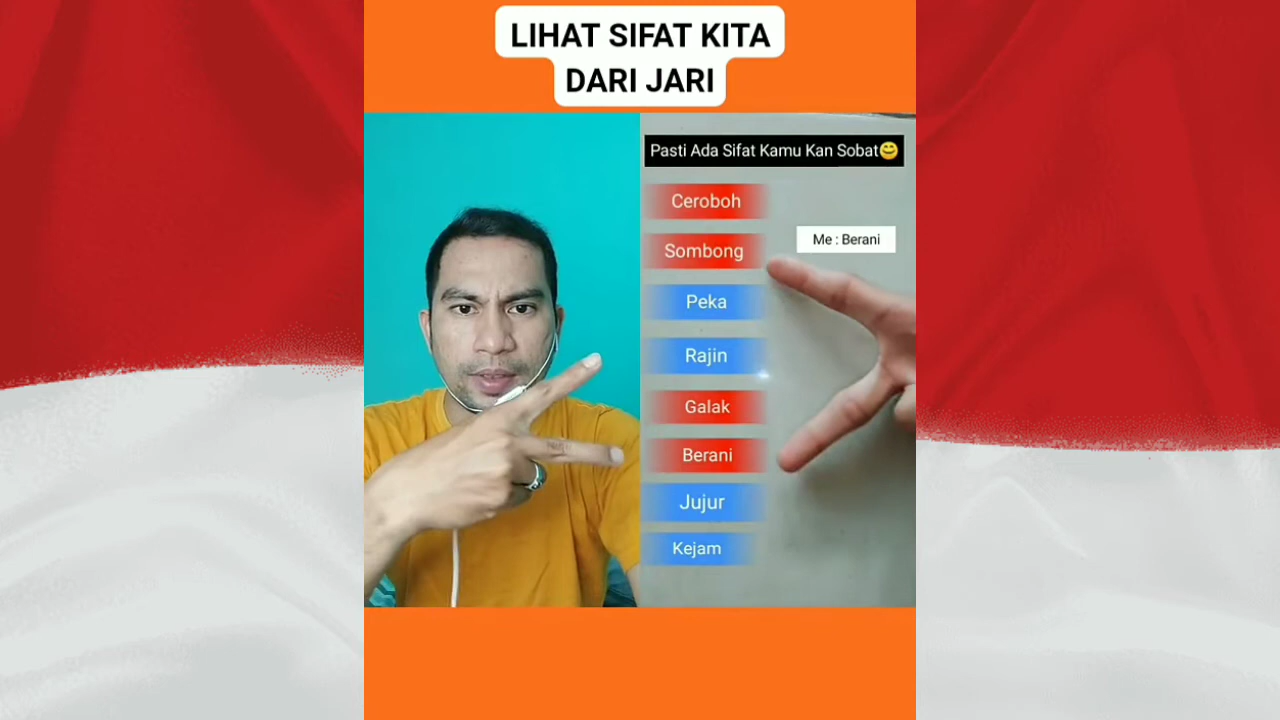 LIHAT SIFAT KITA
DARI JARI
Pasti Ada Sifat Kamu Kan Sobat😊
Ceroboh
Me : Berani
Sombong
Peka
Rajin
Galak
Berani
Jujur
Kejam